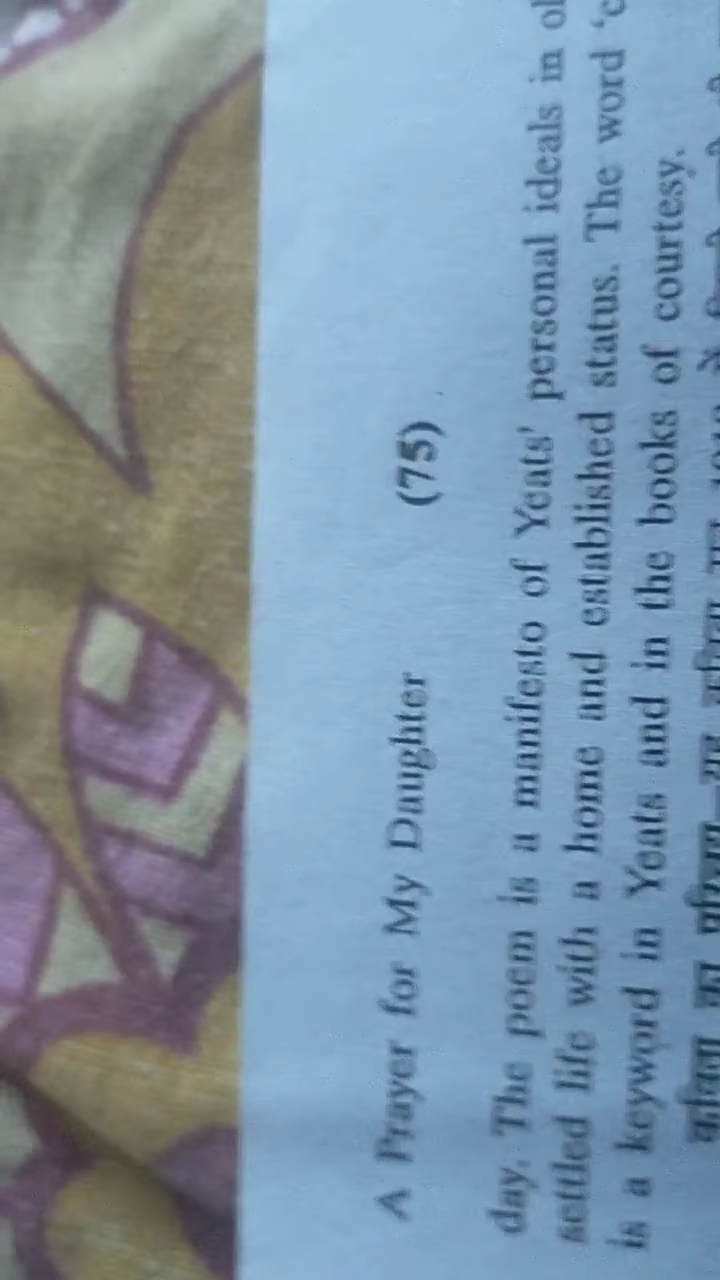 A Prayer for My Daughter (75)
day. The poem is a manifesto of Yeats' personal ideals in
settled life with a home and established status. The word
is a keyword in Yeats and in the books of courtesy.
कविता का